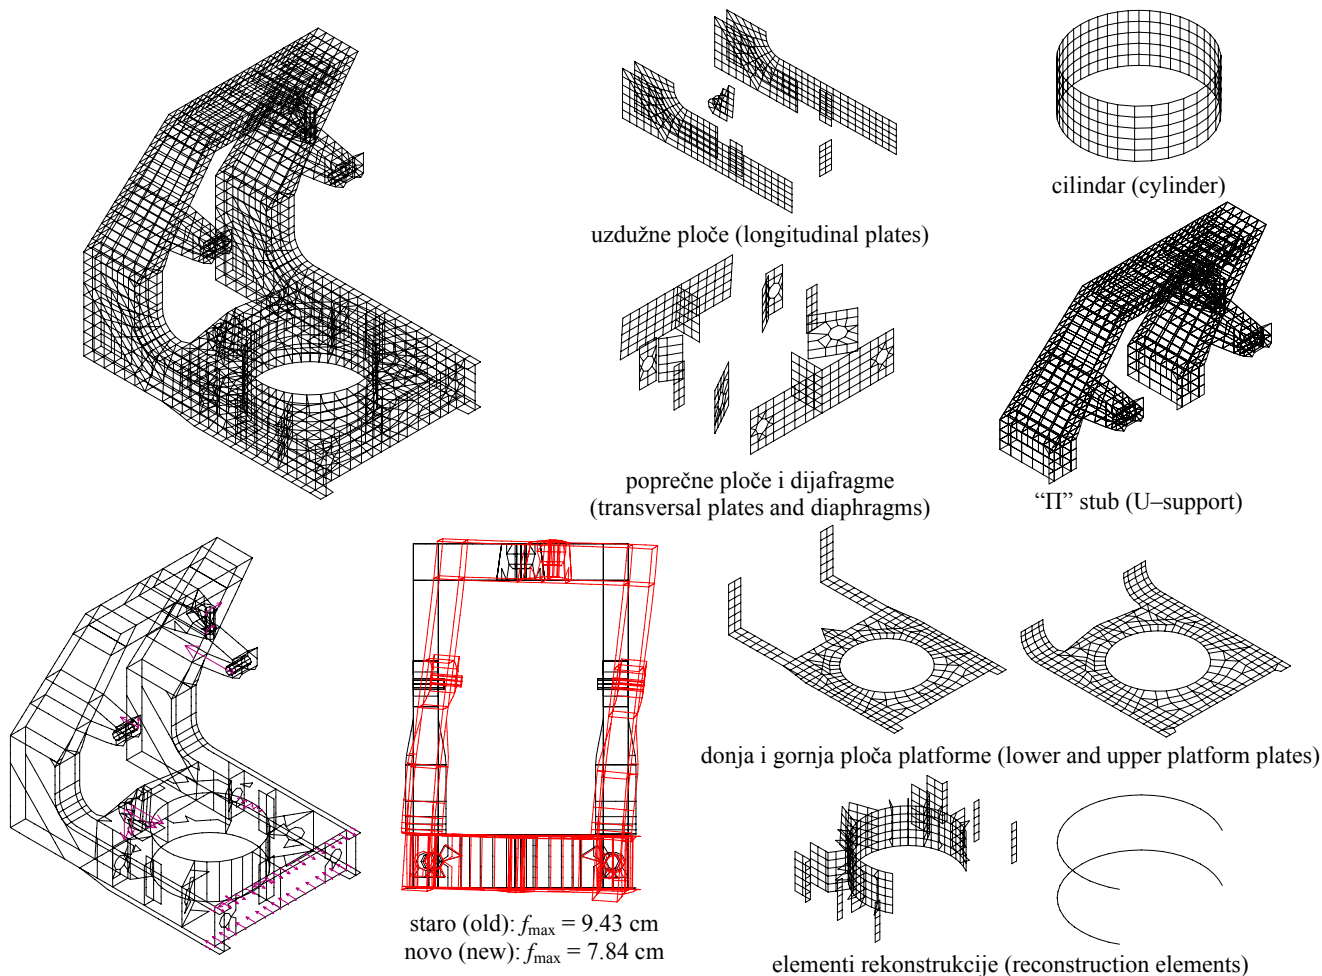 cilindar (cylinder)
uzdužne ploče (longitudinal plates)
poprečne ploče i dijafragme
(transversal plates and diaphragms)
“Π” stub (U–support)
donja i gornja ploča platforme (lower and upper platform plates)
staro (old): fmax = 9.43 cm
novo (new): fmax = 7.84 cm
elementi rekonstrukcije (reconstruction elements)